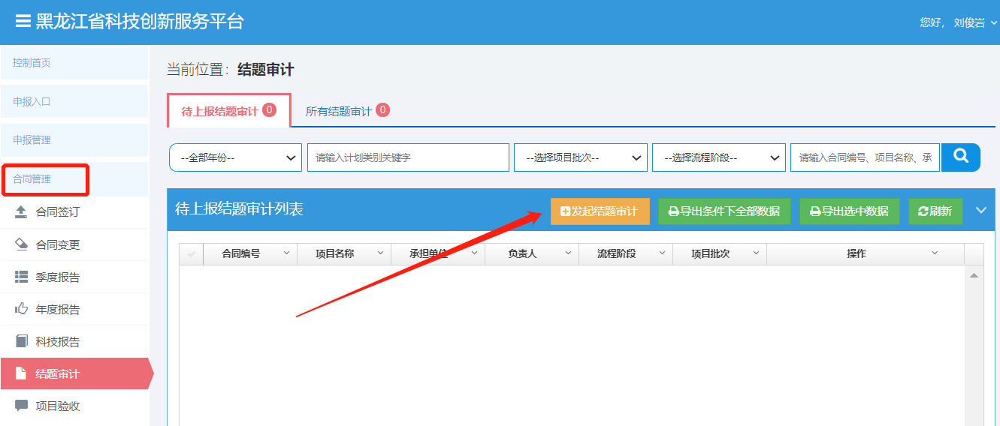 黑龙江省科技创新服务平台
您好， 刘俊岩
控制首页
申报入口
申报管理
合同管理
合同签订
合同变更
季度报告
年度报告
科技报告
结题审计
项目验收
当前位置：结题审计
待上报结题审计 0 所有结题审计 0
--全部年份-- 请输入计划类别关键字 --选择项目批次-- --选择流程阶段-- 请输入合同编号、项目名称、承
待上报结题审计列表 发起结题审计 导出条件下全部数据 导出选中数据 刷新
合同编号 项目名称 承担单位 负责人 流程阶段 项目批次 操作